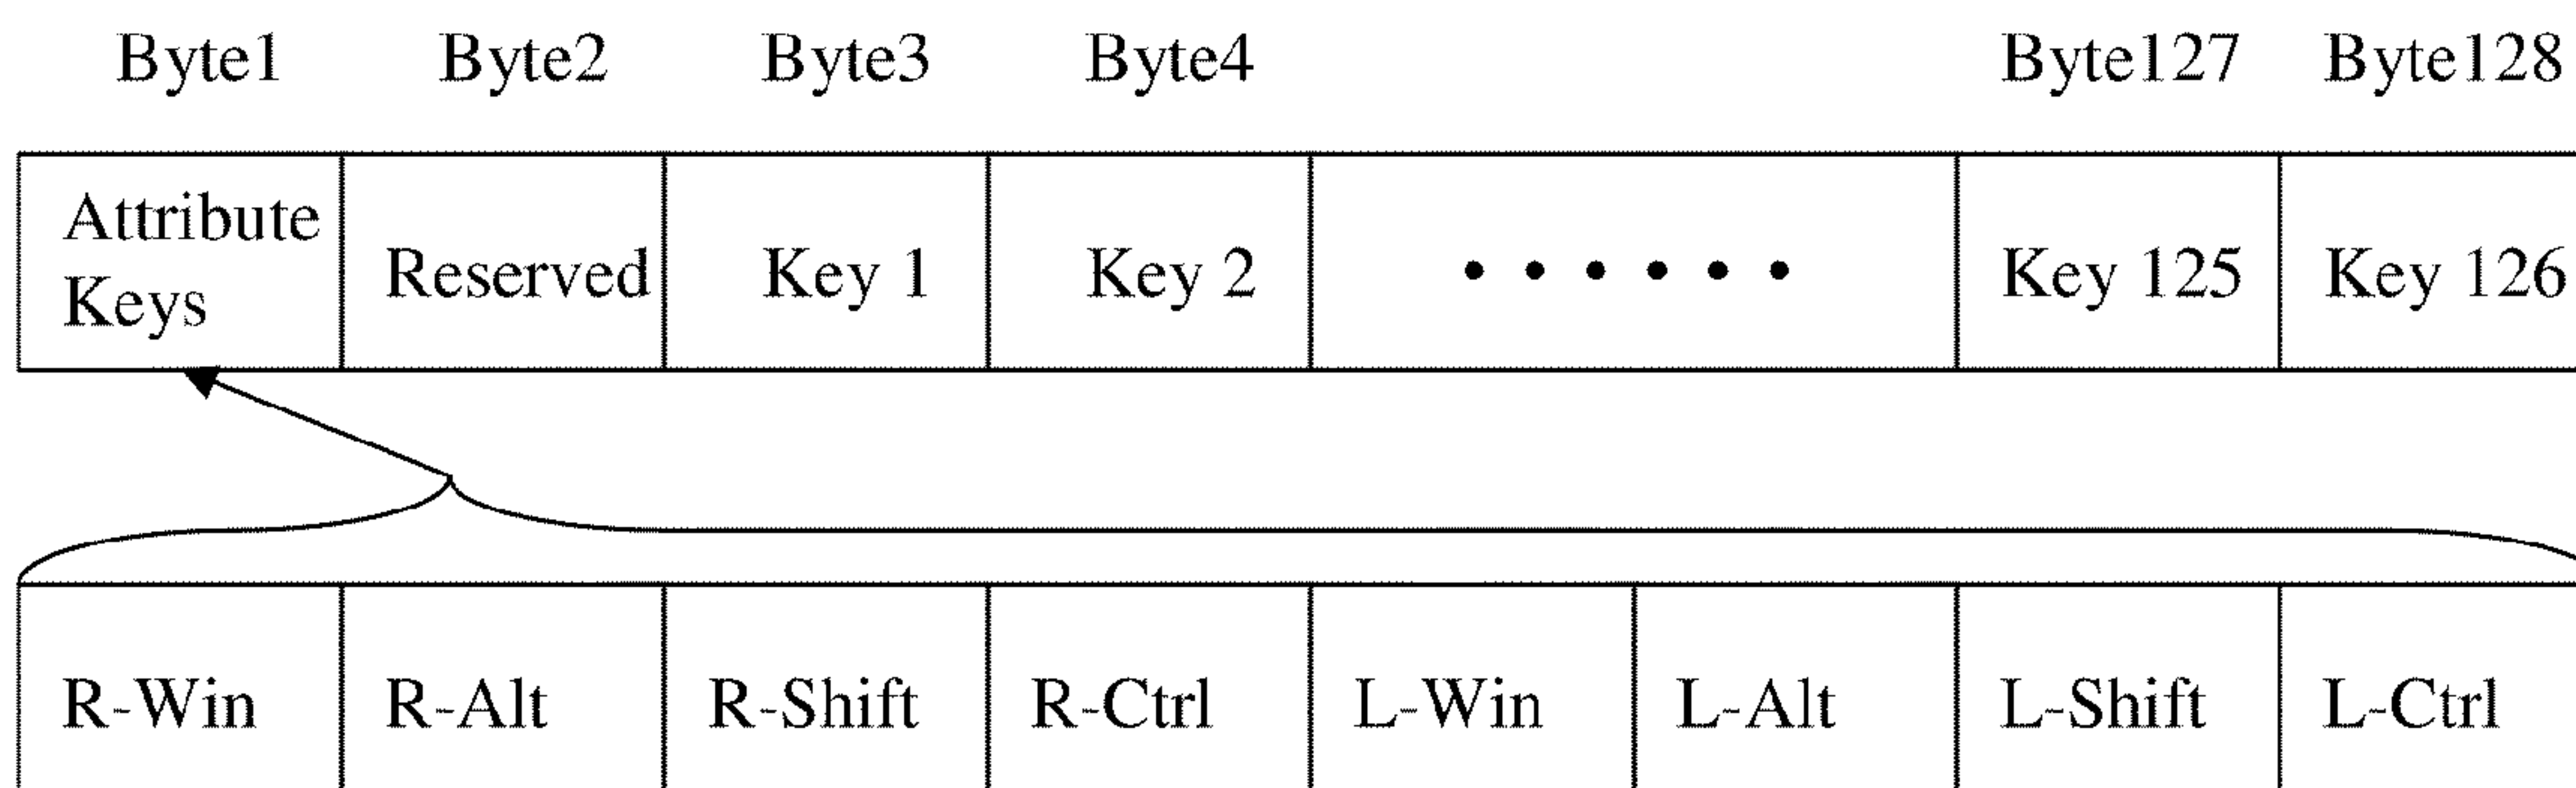 Byte1 Byte2 Byte3 Byte4 Byte127 Byte128
Attribute Keys Reserved Key 1 Key 2 ······ Key 125 Key 126
R-Win R-Alt R-Shift R-Ctrl L-Win L-Alt L-Shift L-Ctrl